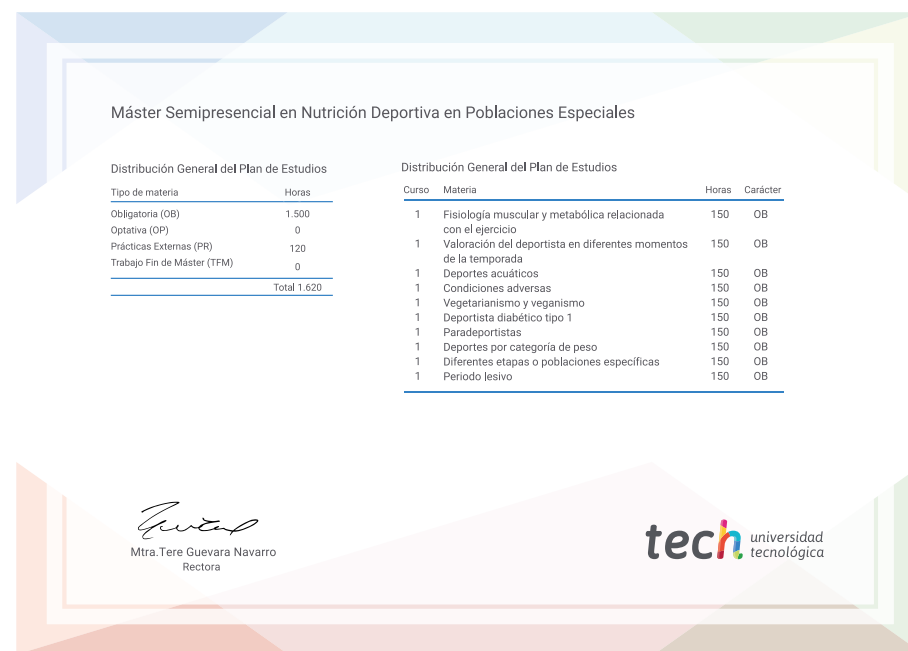 Máster Semipresencial en Nutrición Deportiva en Poblaciones Especiales
Distribución General del Plan de Estudios
Tipo de materia Horas
Obligatoria (OB) 1.500
Optativa (OP) 0
Prácticas Externas (PR) 120
Trabajo Fin de Máster (TFM) 0
Total 1.620
Distribución General del Plan de Estudios
Curso Materia Horas Carácter
1 Fisiología muscular y metabólica relacionada 150 OB
con el ejercicio
1 Valoración del deportista en diferentes momentos 150 OB
de la temporada
1 Deportes acuáticos 150 OB
1 Condiciones adversas 150 OB
1 Vegetarianismo y veganismo 150 OB
1 Deportista diabético tipo 1 150 OB
1 Paradeportistas 150 OB
1 Deportes por categoría de peso 150 OB
1 Diferentes etapas o poblaciones específicas 150 OB
1 Periodo lesivo 150 OB
Mtra.Tere Guevara Navarro
Rectora
tech universidad
tecnológica